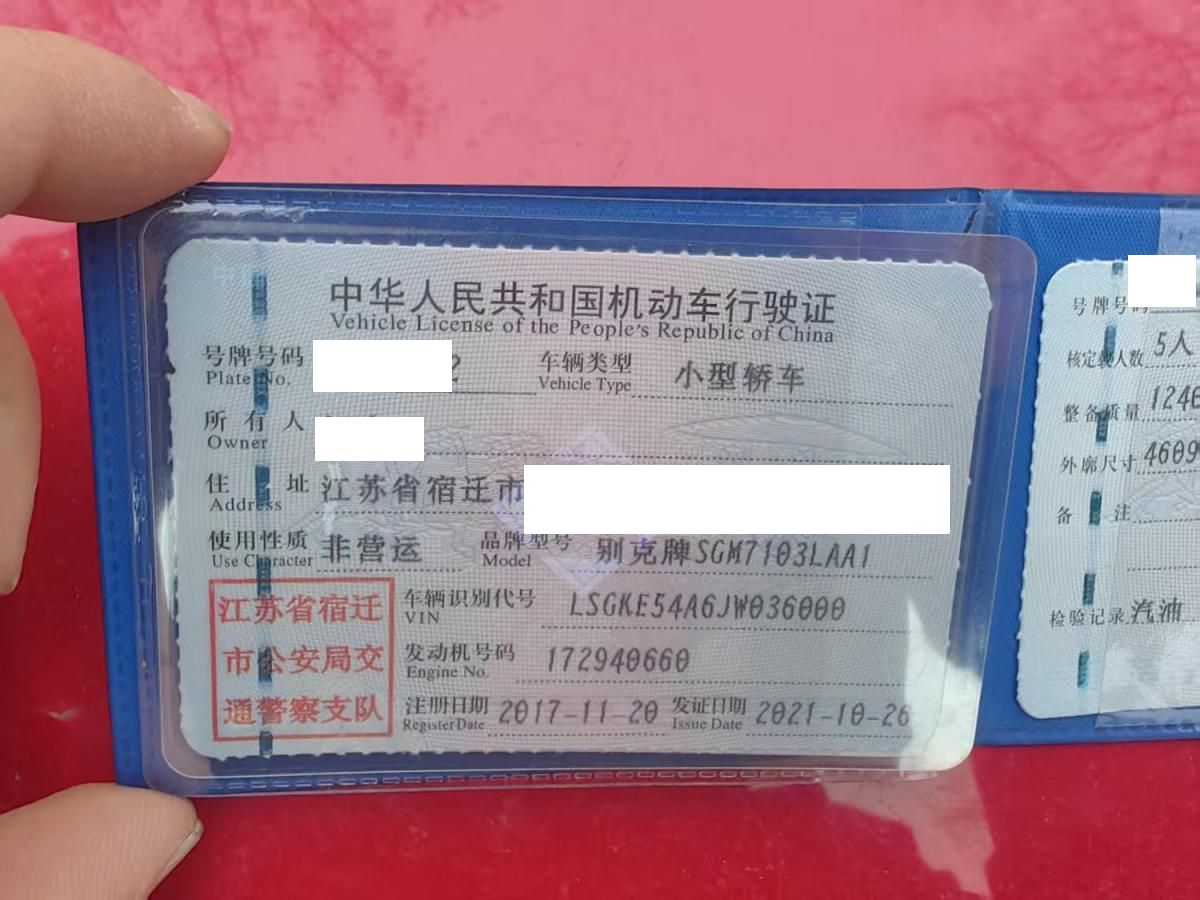 中华人民共和国机动车行驶证
Vehicle License of the People's Republic of China
号牌号码
Plate No.
2
车辆类型
Vehicle Type
小型轿车
所有人
Owner
住址
Address
江苏省宿迁市
使用性质
Use Character
非营运
品牌型号
Model
别克牌SGM7103LAA1
江苏省宿迁
市公安局交
通警察支队
车辆识别代号
VIN
LSGKE54A6JW036000
发动机号码
Engine No.
172940660
注册日期
Register Date
2017-11-20
发证日期
Issue Date
2021-10-26
号牌号码
核定载人数 5人
整备质量 1246
外廓尺寸 4609
备注
检验记录 汽油